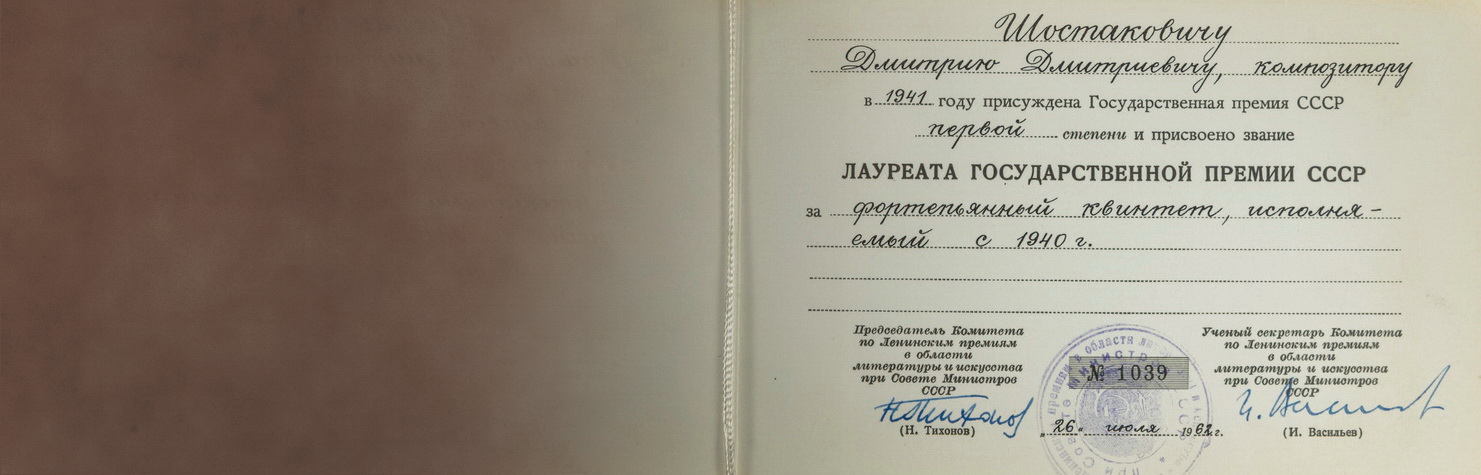 Шостаковичу
Дмитрию Дмитриевичу, композитору
в 1941 году присуждена Государственная премия СССР
первой степени и присвоено звание
ЛАУРЕАТА ГОСУДАРСТВЕННОЙ ПРЕМИИ СССР
за фортепьянный квинтет, исполня-
емый с 1940 г.
Председатель Комитета
по Ленинским премиям
в области
литературы и искусства
при Совете Министров
СССР
Н Тихонов
(Н. Тихонов)
№ 1039
„26“ июля 1962 г.
Ученый секретарь Комитета
по Ленинским премиям
в области
литературы и искусства
при Совете Министров
СССР
(И. Васильев)